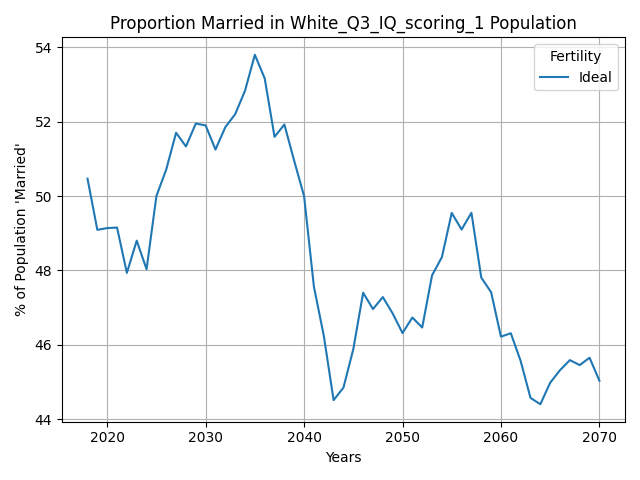 Proportion Married in White_Q3_IQ_scoring_1 Population
Fertility
Ideal
54
52
50
48
46
44
% of Population 'Married'
2020 2030 2040 2050 2060 2070
Years